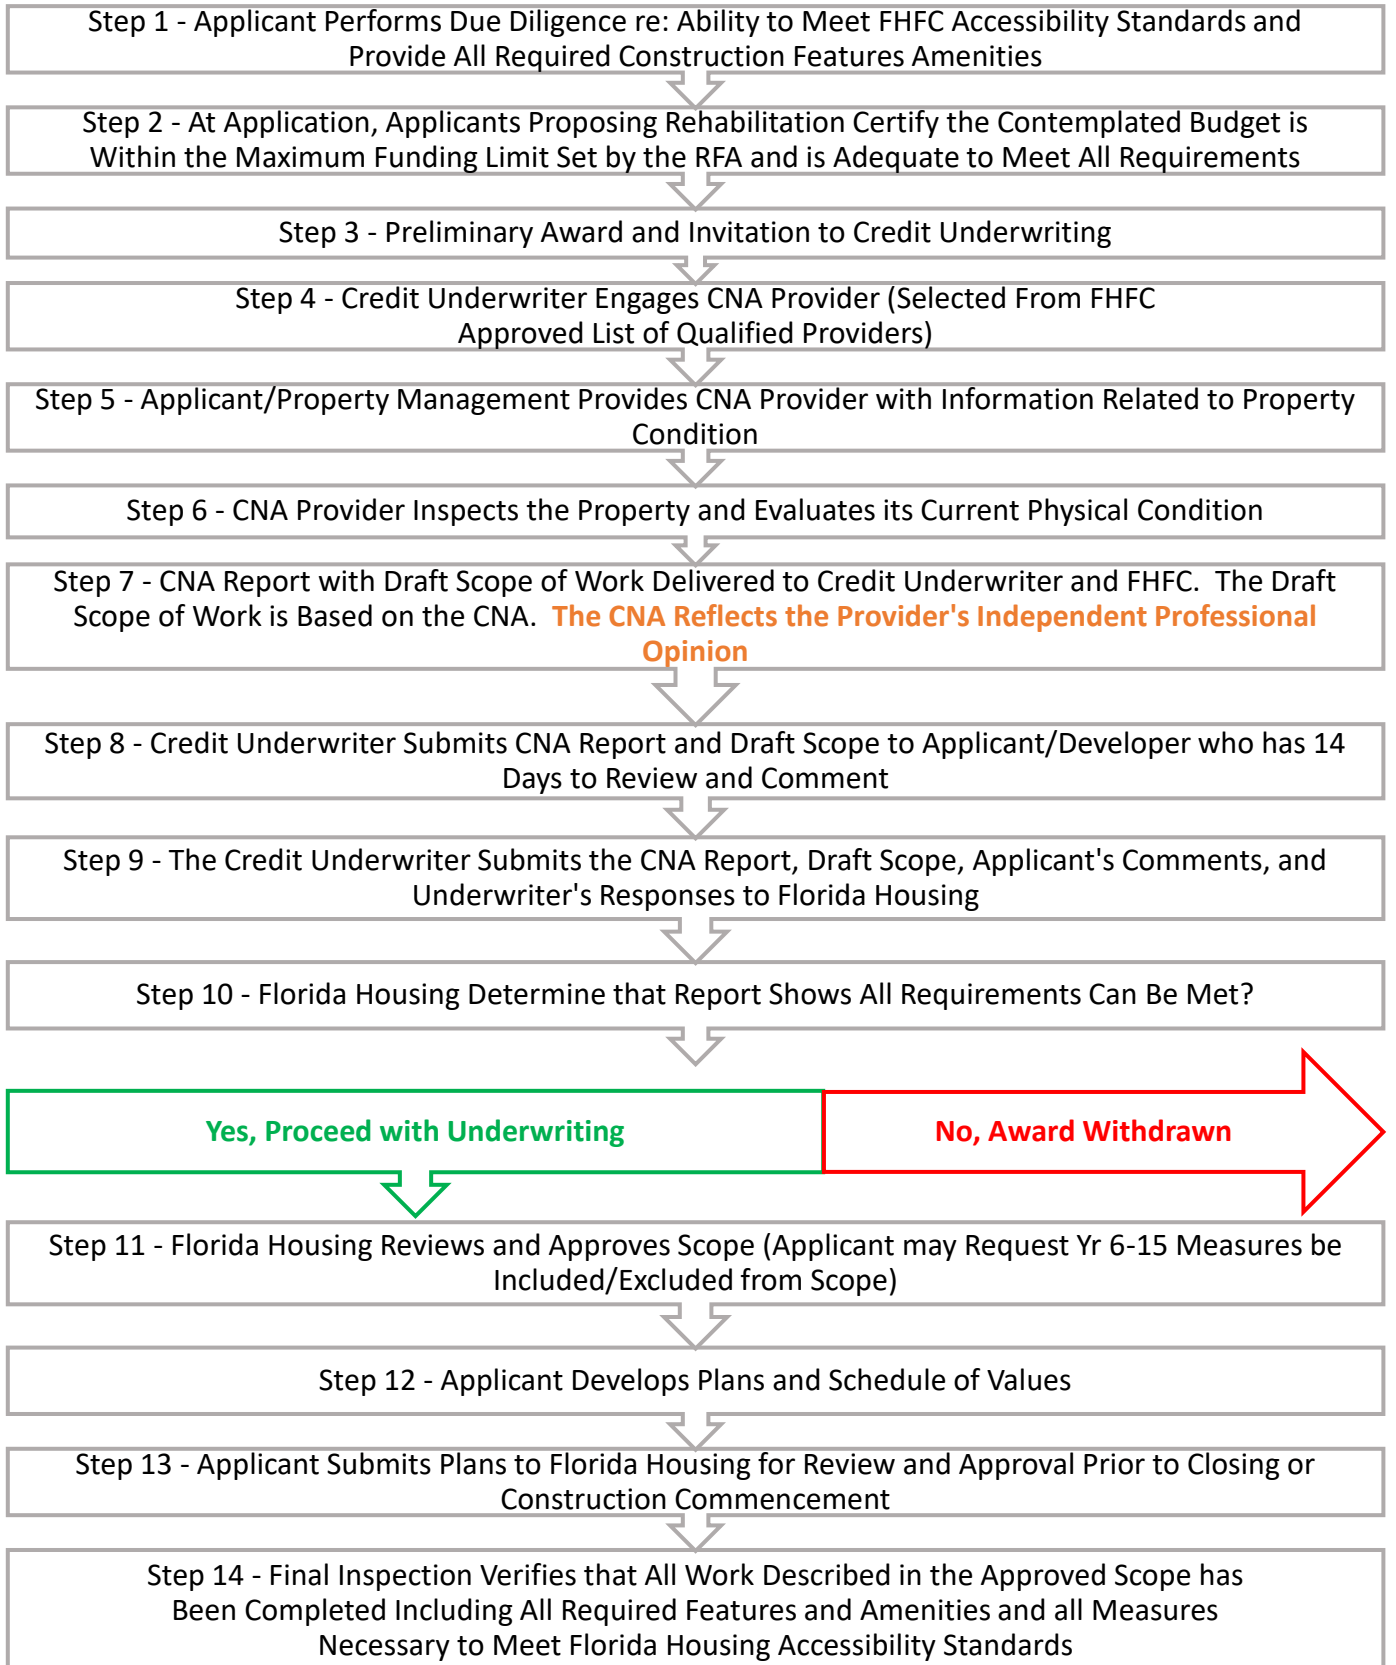 Step 1 - Applicant Performs Due Diligence re: Ability to Meet FHFC Accessibility Standards and
Provide All Required Construction Features Amenities
Step 2 - At Application, Applicants Proposing Rehabilitation Certify the Contemplated Budget is
Within the Maximum Funding Limit Set by the RFA and is Adequate to Meet All Requirements
Step 3 - Preliminary Award and Invitation to Credit Underwriting
Step 4 - Credit Underwriter Engages CNA Provider (Selected From FHFC
Approved List of Qualified Providers)
Step 5 - Applicant/Property Management Provides CNA Provider with Information Related to Property
Condition
Step 6 - CNA Provider Inspects the Property and Evaluates its Current Physical Condition
Step 7 - CNA Report with Draft Scope of Work Delivered to Credit Underwriter and FHFC.  The Draft
Scope of Work is Based on the CNA.  The CNA Reflects the Provider's Independent Professional
Opinion
Step 8 - Credit Underwriter Submits CNA Report and Draft Scope to Applicant/Developer who has 14
Days to Review and Comment
Step 9 - The Credit Underwriter Submits the CNA Report, Draft Scope, Applicant's Comments, and
Underwriter's Responses to Florida Housing
Step 10 - Florida Housing Determine that Report Shows All Requirements Can Be Met?
Yes, Proceed with Underwriting
No, Award Withdrawn
Step 11 - Florida Housing Reviews and Approves Scope (Applicant may Request Yr 6-15 Measures be
Included/Excluded from Scope)
Step 12 - Applicant Develops Plans and Schedule of Values
Step 13 - Applicant Submits Plans to Florida Housing for Review and Approval Prior to Closing or
Construction Commencement
Step 14 - Final Inspection Verifies that All Work Described in the Approved Scope has
Been Completed Including All Required Features and Amenities and all Measures
Necessary to Meet Florida Housing Accessibility Standards